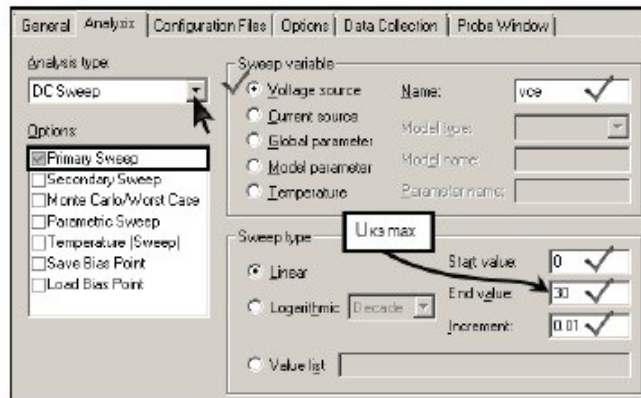 General Analysis Configuration Files Options Data Collection Probe Window
Analysis type:
DC Sweep
Options:
Primary Sweep
Secondary Sweep
Monte Carlo/Worst Case
Parametric Sweep
Temperature (Sweep)
Save Bias Point
Load Bias Point
Sweep variable
Voltage source
Name: vce
Current source
Model type:
Global parameter
Model parameter
Model name:
Temperature
Parameter name:
Uкэ max
Sweep type
Linear
Start value: 0
End value: 30
Logarithmic Decade
Increment: 0.01
Value list